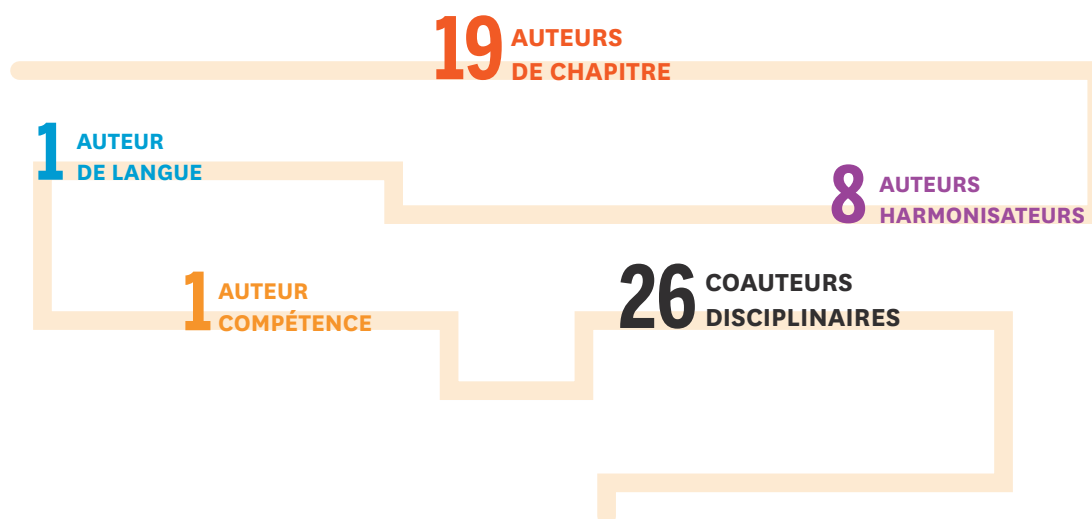 19 AUTEURS
DE CHAPITRE
1 AUTEUR
DE LANGUE
8 AUTEURS
HARMONISATEURS
1 AUTEUR
COMPÉTENCE
26 COAUTEURS
DISCIPLINAIRES